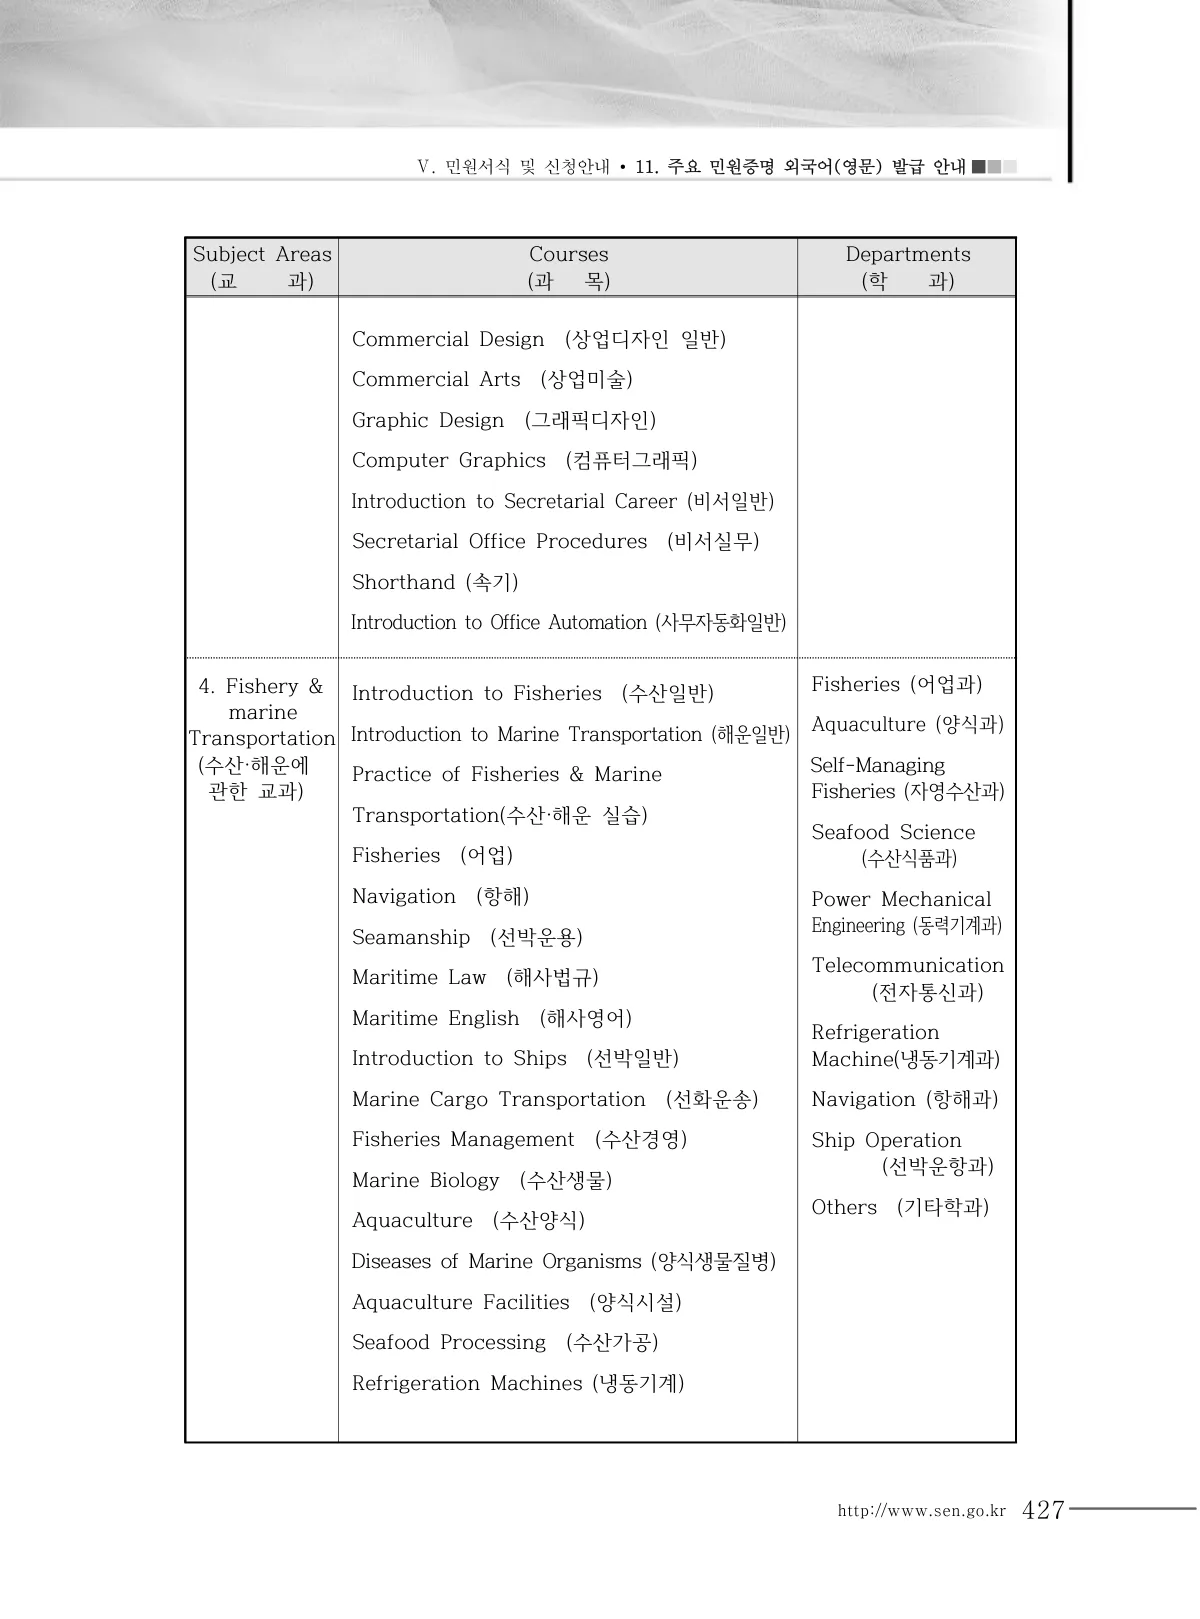 V. 민원서식 및 신청안내 • 11. 주요 민원증명 외국어(영문) 발급 안내
Subject Areas
(교 과)
Courses
(과 목)
Departments
(학 과)
Commercial Design (상업디자인 일반)
Commercial Arts (상업미술)
Graphic Design (그래픽디자인)
Computer Graphics (컴퓨터그래픽)
Introduction to Secretarial Career (비서일반)
Secretarial Office Procedures (비서실무)
Shorthand (속기)
Introduction to Office Automation (사무자동화일반)
4. Fishery &
marine
Transportation
(수산·해운에
관한 교과)
Introduction to Fisheries (수산일반)
Introduction to Marine Transportation (해운일반)
Practice of Fisheries & Marine
Transportation(수산·해운 실습)
Fisheries (어업)
Navigation (항해)
Seamanship (선박운용)
Maritime Law (해사법규)
Maritime English (해사영어)
Introduction to Ships (선박일반)
Marine Cargo Transportation (선화운송)
Fisheries Management (수산경영)
Marine Biology (수산생물)
Aquaculture (수산양식)
Diseases of Marine Organisms (양식생물질병)
Aquaculture Facilities (양식시설)
Seafood Processing (수산가공)
Refrigeration Machines (냉동기계)
Fisheries (어업과)
Aquaculture (양식과)
Self-Managing
Fisheries (자영수산과)
Seafood Science
(수산식품과)
Power Mechanical
Engineering (동력기계과)
Telecommunication
(전자통신과)
Refrigeration
Machine(냉동기계과)
Navigation (항해과)
Ship Operation
(선박운항과)
Others (기타학과)
http://www.sen.go.kr 427